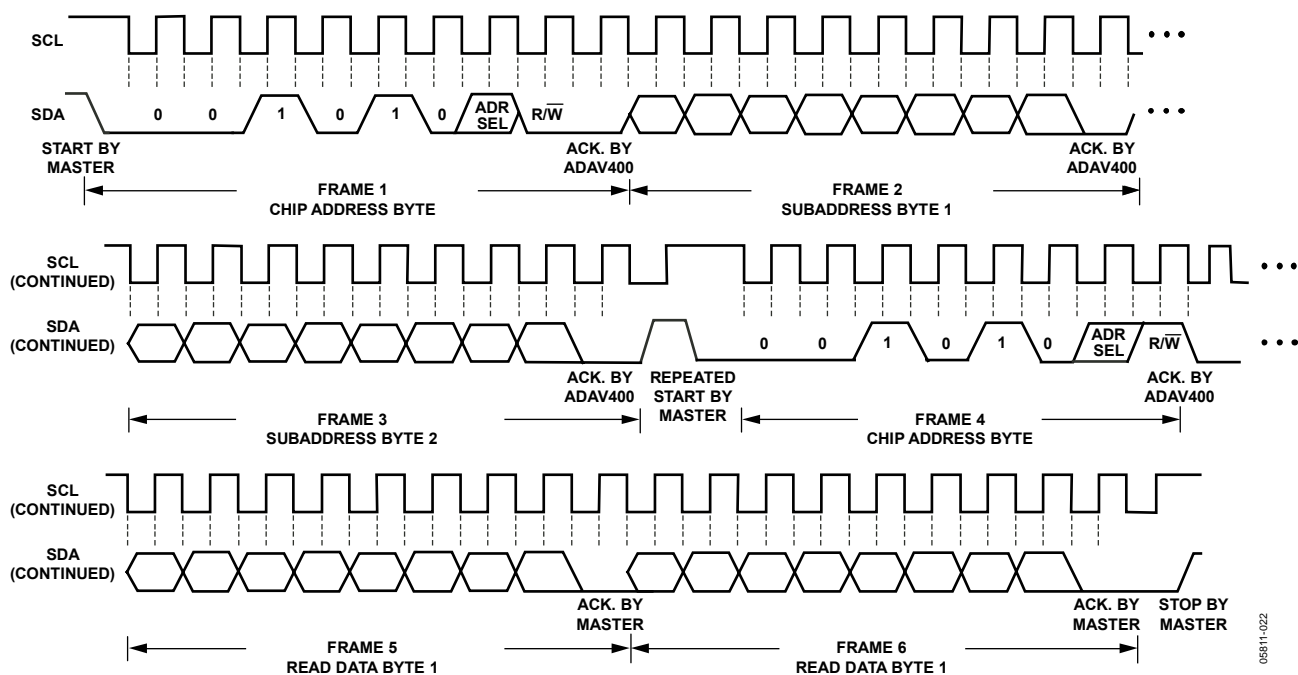 SCL
SDA
0 0 1 0 1 0 ADR SEL R/W̅
START BY MASTER
ACK. BY ADAV400
ACK. BY ADAV400
FRAME 1
CHIP ADDRESS BYTE
FRAME 2
SUBADDRESS BYTE 1
SCL
(CONTINUED)
SDA
(CONTINUED)
0 0 1 0 1 0 ADR SEL R/W̅
ACK. BY ADAV400
REPEATED START BY MASTER
ACK. BY ADAV400
FRAME 3
SUBADDRESS BYTE 2
FRAME 4
CHIP ADDRESS BYTE
SCL
(CONTINUED)
SDA
(CONTINUED)
ACK. BY MASTER
ACK. BY MASTER
STOP BY MASTER
FRAME 5
READ DATA BYTE 1
FRAME 6
READ DATA BYTE 1
05811-022